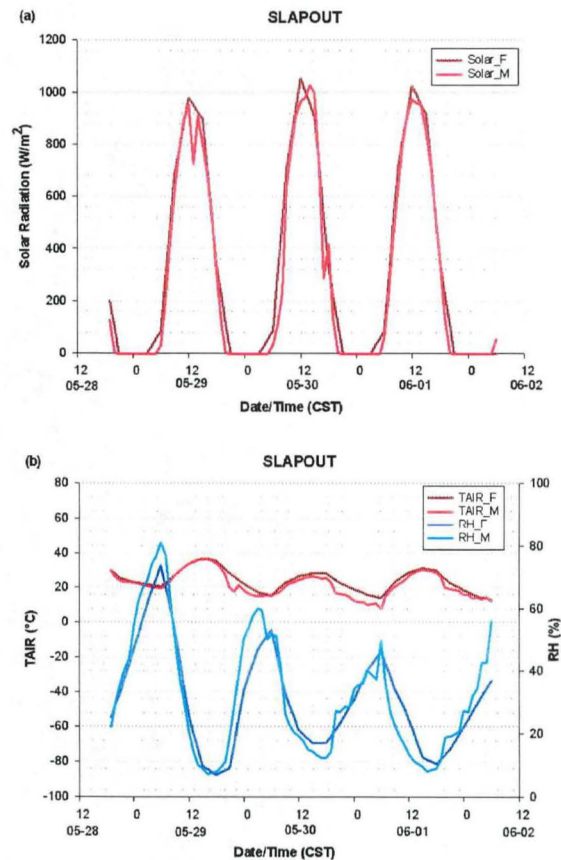 (a)
SLAPOUT
1200
1000
800
600
400
200
0
Solar Radiation (W/m²)
Solar_F
Solar_M
12 0 12 0 12 0 12 0 12
05-28 05-29 05-30 06-01 06-02
Date/Time (CST)
(b)
SLAPOUT
80
60
40
20
0
-20
-40
-60
-80
-100
TAIR (°C)
TAIR_F
TAIR_M
RH_F
RH_M
100
80
60
40
20
0
RH (%)
12 0 12 0 12 0 12 0 12
05-28 05-29 05-30 06-01 06-02
Date/Time (CST)